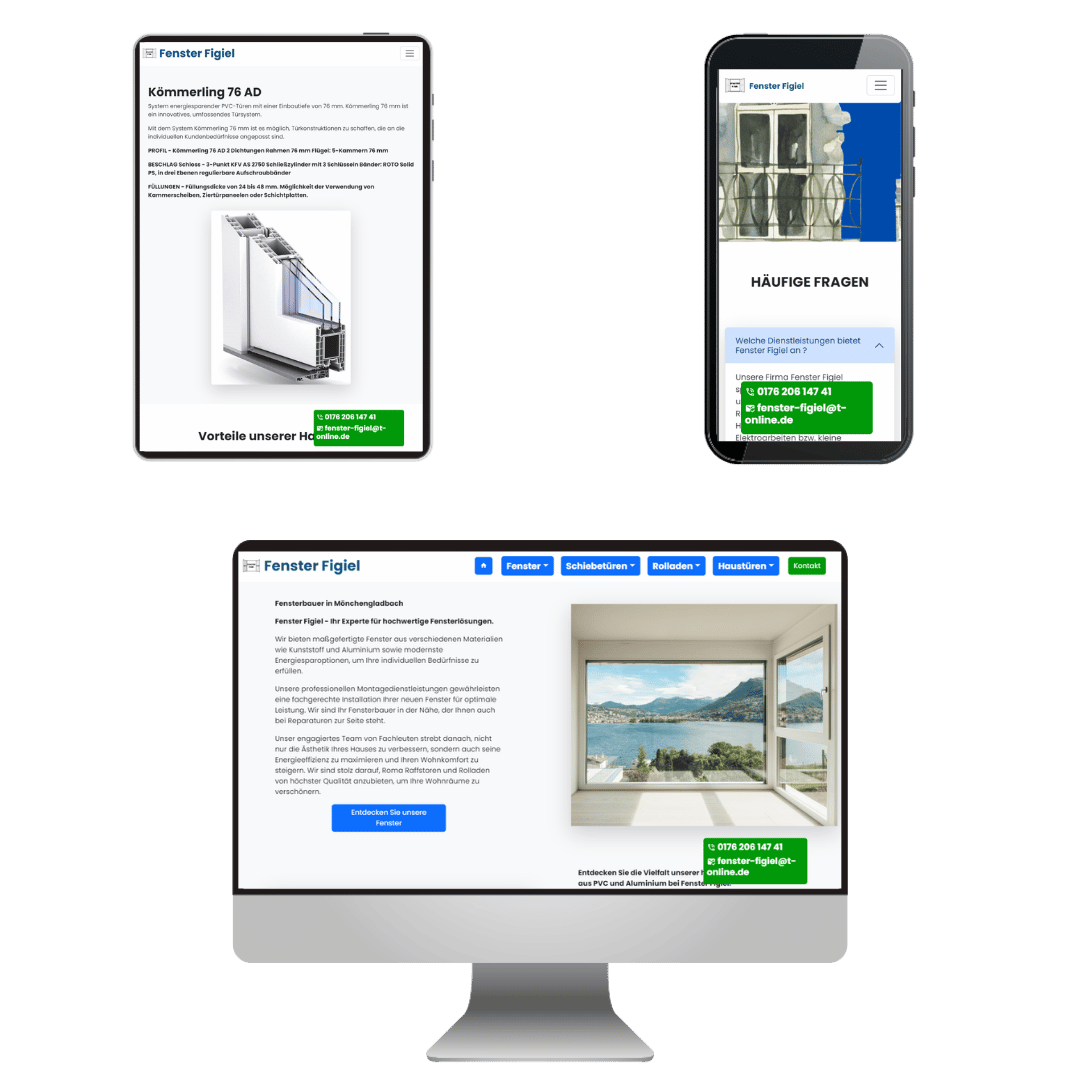 Fenster Figiel
Kömmerling 76 AD
System energiesparender PVC-Türen mit einer Einbautiefe von 76 mm. Kömmerling 76 mm ist
ein innovatives, umfassendes Türsystem.
Mit dem System Kömmerling 76 mm ist es möglich, Türkonstruktionen zu schaffen, die an die
individuellen Kundenbedürfnisse angepasst sind.
PROFIL - Kömmerling 76 AD 2 Dichtungen Rahmen 76 mm Flügel: 5-Kammern 76 mm
BESCHLAG Schloss - 3-Punkt KFV AS 2750 Schließzylinder mit 3 Schlüsseln Bänder: ROTO Solid
PS, in drei Ebenen regulierbare Aufschraubbänder
FÜLLUNGEN - Füllungsdicke von 24 bis 48 mm. Möglichkeit der Verwendung von
Kammerscheiben, Ziertürpaneelen oder Schichtplatten.
0176 206 147 41
fenster-figiel@t-
online.de
Vorteile unserer Ha
Fenster Figiel
HÄUFIGE FRAGEN
Welche Dienstleistungen bietet
Fenster Figiel an ?
Unsere Firma Fenster Figiel
0176 206 147 41
fenster-figiel@t-
online.de
Elektroarbeiten bzw. kleine
Fenster Figiel
Fenster
Schiebetüren
Rolladen
Haustüren
Kontakt
Fensterbauer in Mönchengladbach
Fenster Figiel - Ihr Experte für hochwertige Fensterlösungen.
Wir bieten maßgefertigte Fenster aus verschiedenen Materialien
wie Kunststoff und Aluminium sowie modernste
Energiesparoptionen, um Ihre individuellen Bedürfnisse zu
erfüllen.
Unsere professionellen Montagedienstleistungen gewährleisten
eine fachgerechte Installation Ihrer neuen Fenster für optimale
Leistung. Wir sind Ihr Fensterbauer in der Nähe, der Ihnen auch
bei Reparaturen zur Seite steht.
Unser engagiertes Team von Fachleuten strebt danach, nicht
nur die Ästhetik Ihres Hauses zu verbessern, sondern auch seine
Energieeffizienz zu maximieren und Ihren Wohnkomfort zu
steigern. Wir sind stolz darauf, Roma Raffstoren und Rolladen
von höchster Qualität anzubieten, um Ihre Wohnräume zu
verschönern.
Entdecken Sie unsere
Fenster
0176 206 147 41
fenster-figiel@t-
online.de
Entdecken Sie die Vielfalt unserer
aus PVC und Aluminium bei Fenster Figiel!